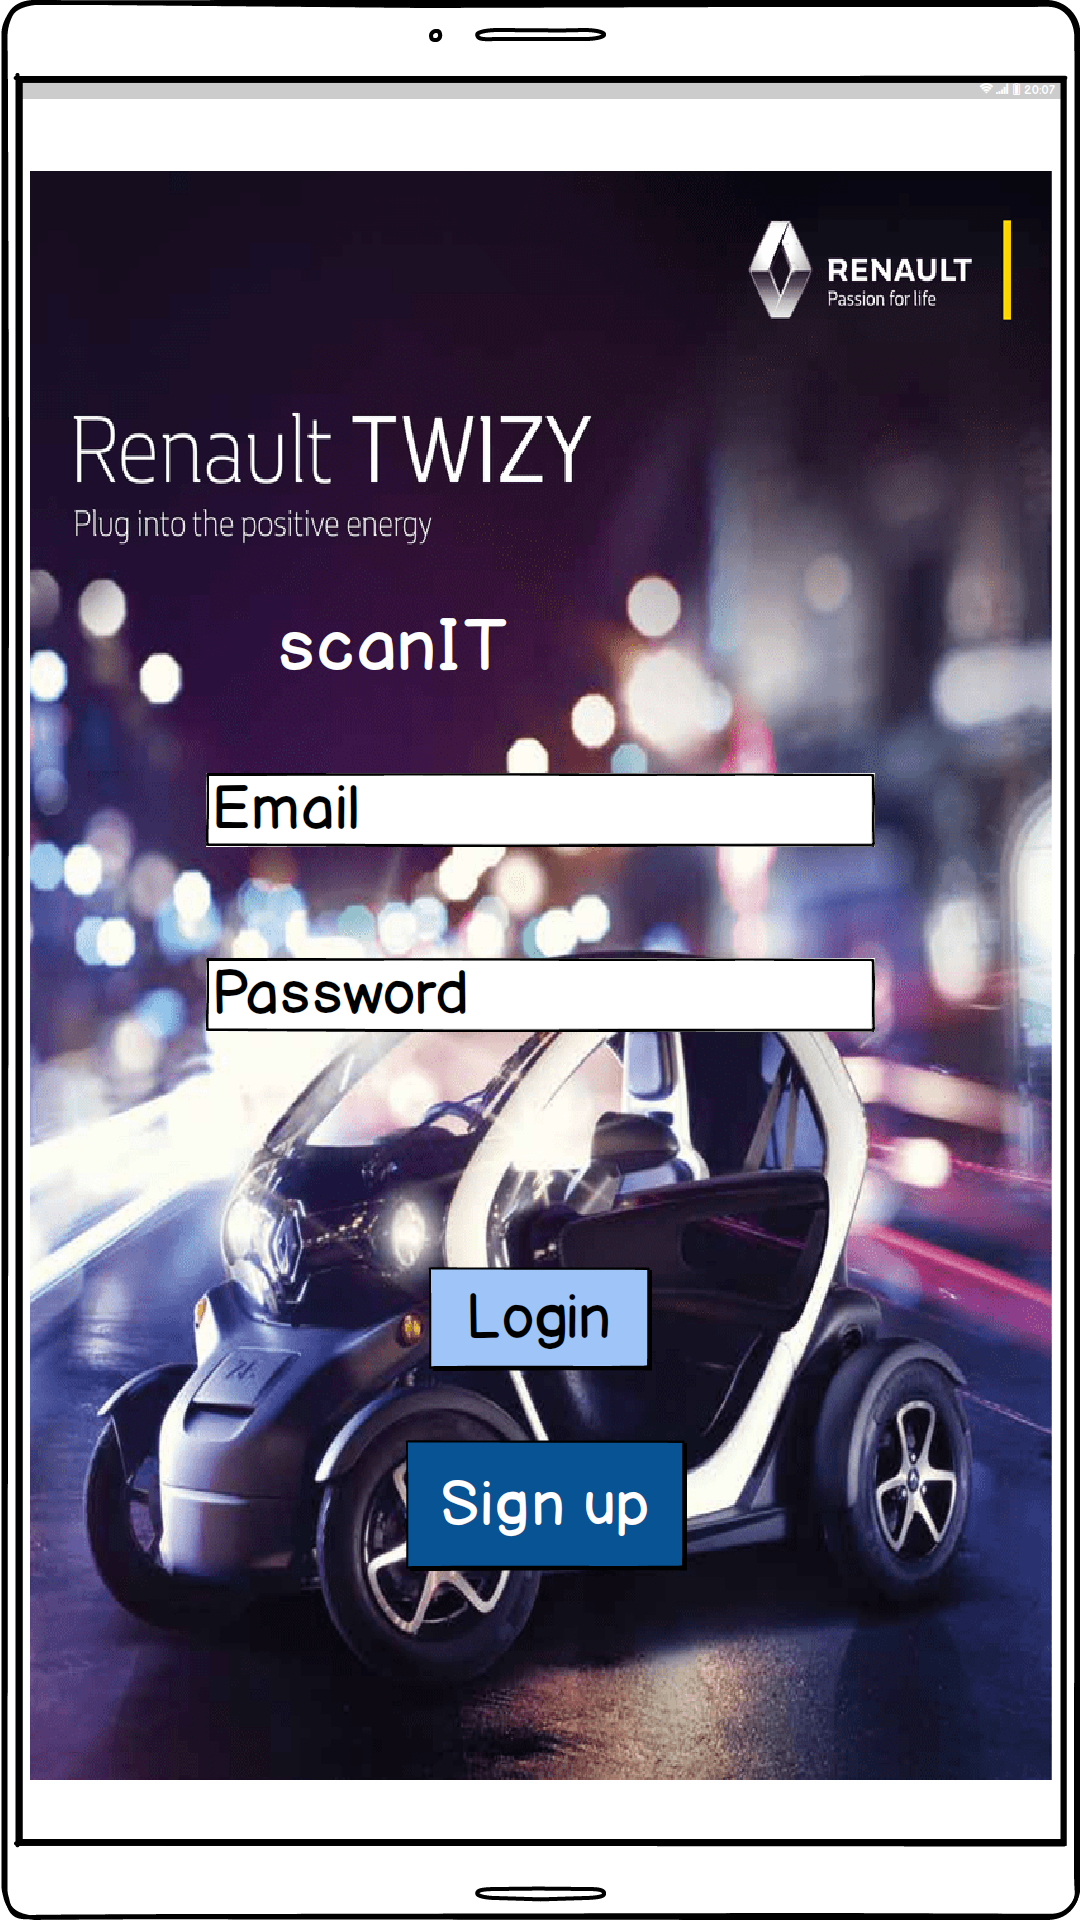 20:07
RENAULT
Passion for life
Renault TWIZY
Plug into the positive energy
scanIT
Email
Password
Login
Sign up